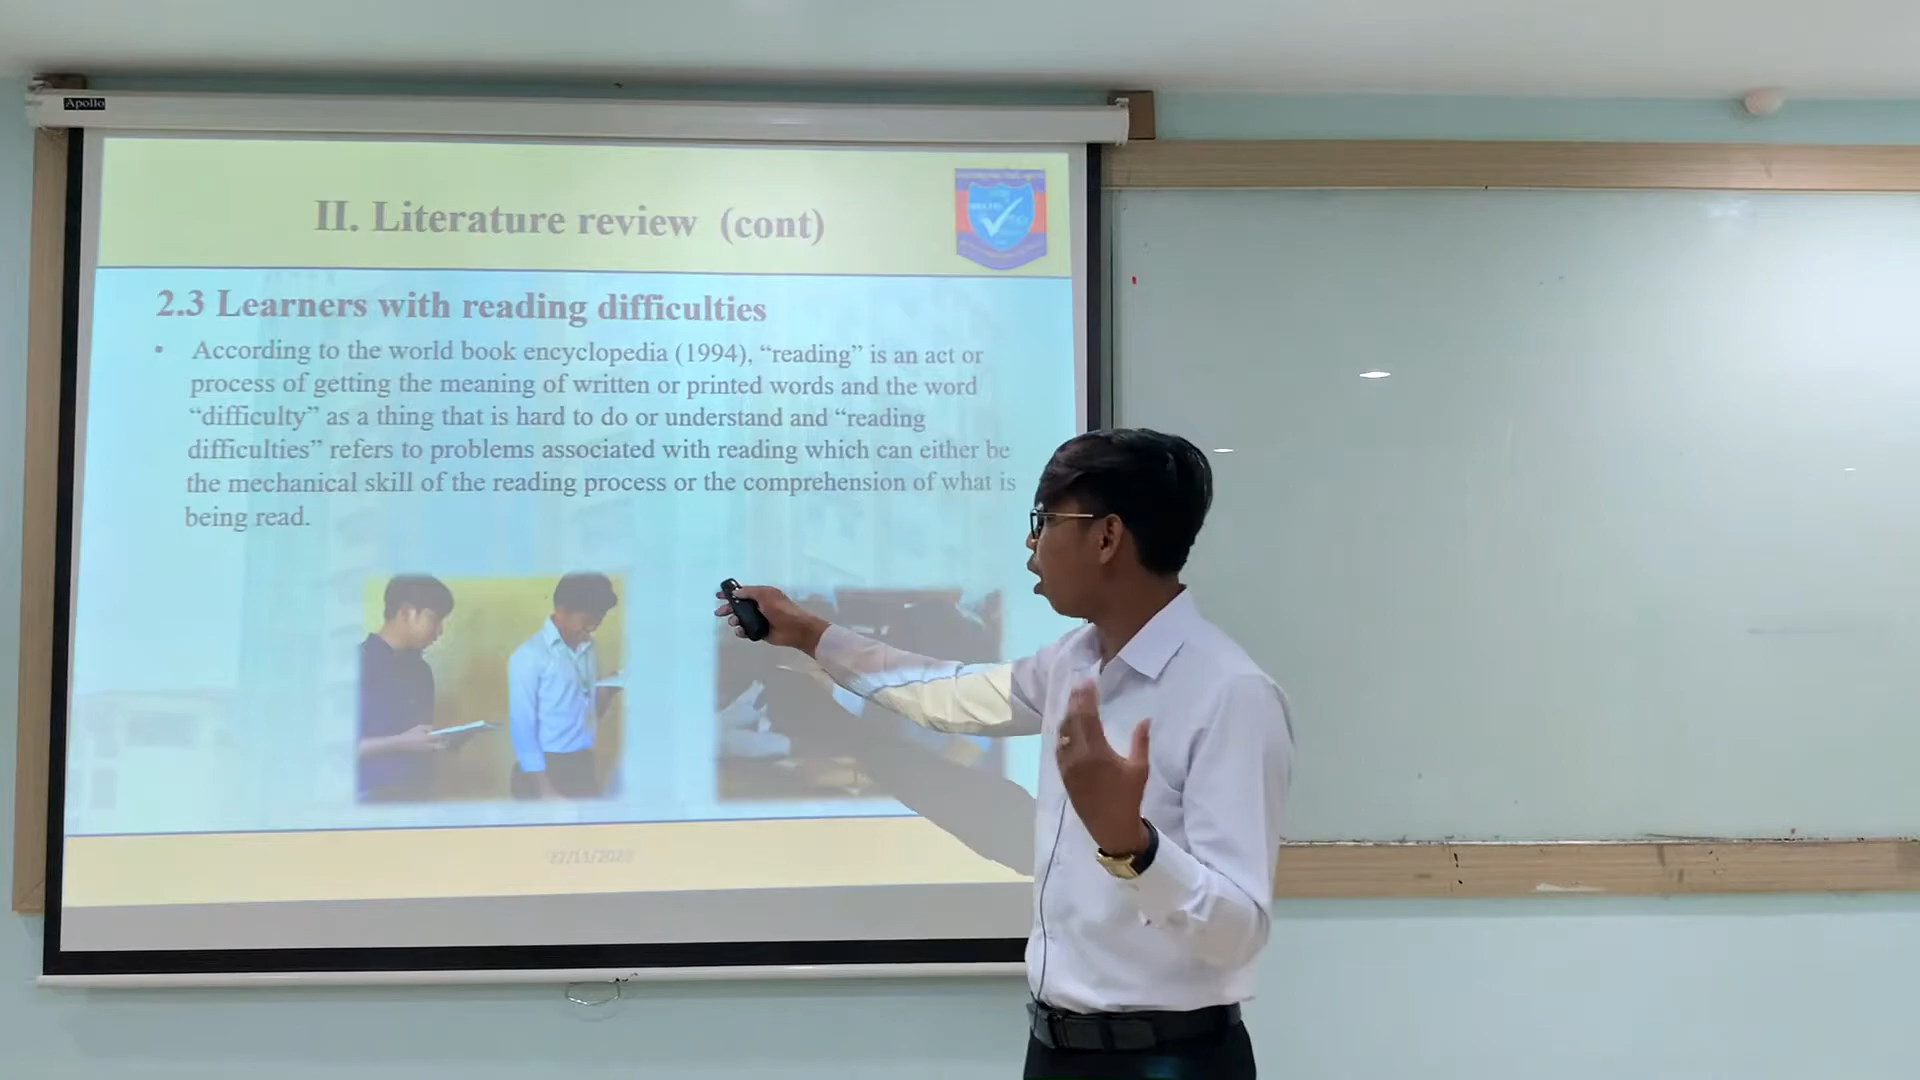 Apollo
II. Literature review (cont)
2.3 Learners with reading difficulties
• According to the world book encyclopedia (1994), “reading” is an act or
process of getting the meaning of written or printed words and the word
“difficulty” as a thing that is hard to do or understand and “reading
difficulties” refers to problems associated with reading which can either be
the mechanical skill of the reading process or the comprehension of what is
being read.